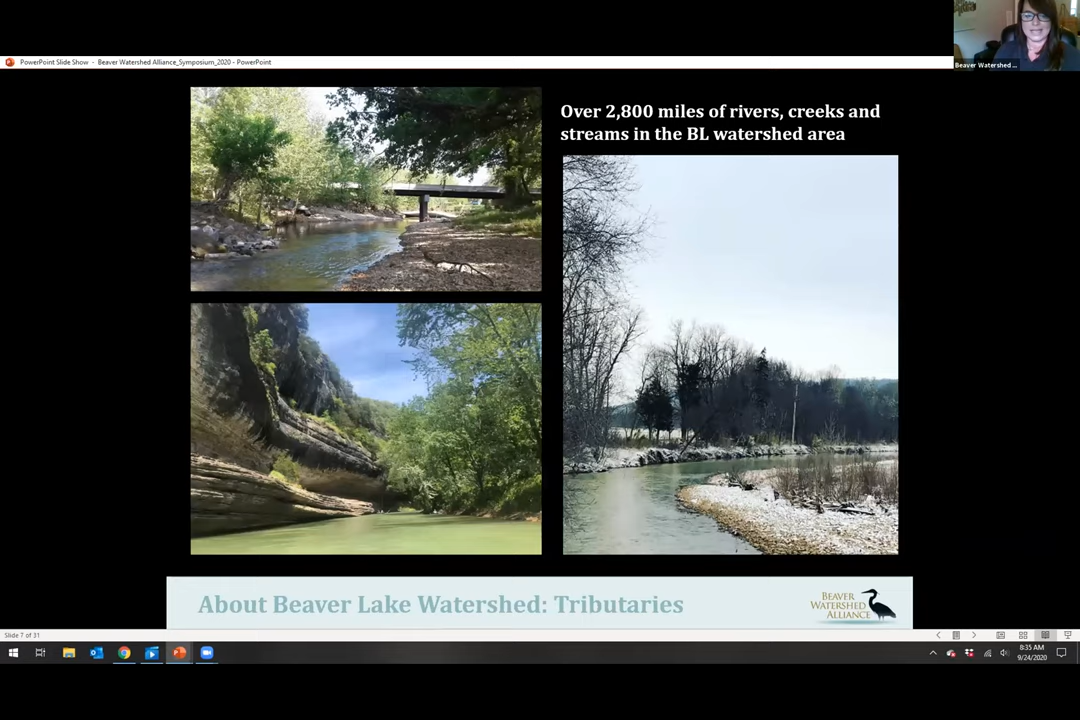 PowerPoint Slide Show - Beaver Watershed Alliance_Symposium_2020 - PowerPoint
Beaver Watershed ...
Over 2,800 miles of rivers, creeks and
streams in the BL watershed area
About Beaver Lake Watershed: Tributaries
BEAVER
WATERSHED
ALLIANCE
Slide 7 of 31
8:35 AM
9/24/2020